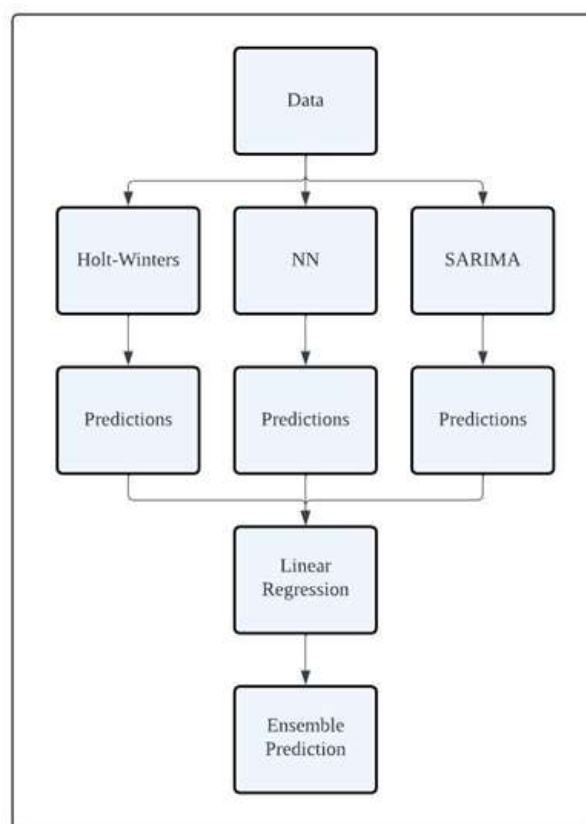 Data
Holt-Winters
NN
SARIMA
Predictions
Predictions
Predictions
Linear
Regression
Ensemble
Prediction